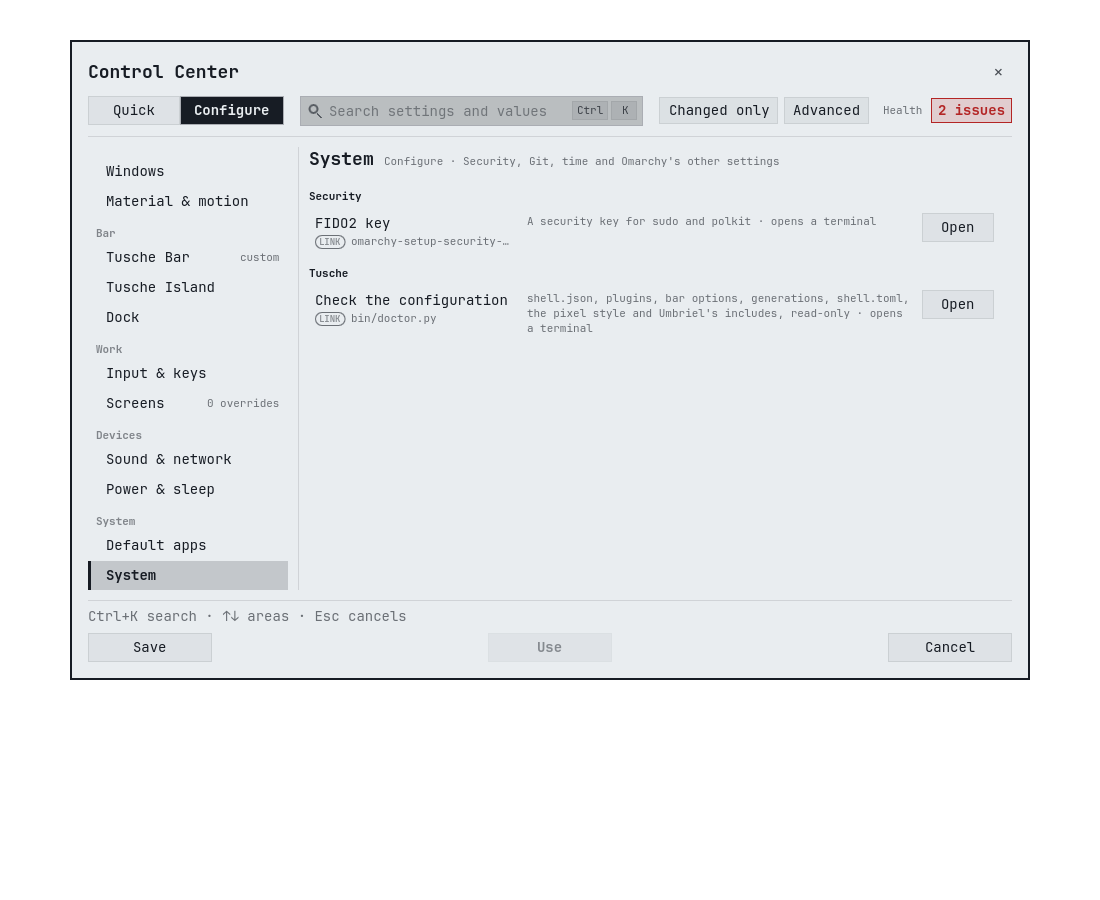 Control Center
×
Quick
Configure
Search settings and values
Ctrl
K
Changed only
Advanced
Health
2 issues
Windows
Material & motion
Bar
Tusche Bar
custom
Tusche Island
Dock
Work
Input & keys
Screens
0 overrides
Devices
Sound & network
Power & sleep
System
Default apps
System
System
Configure · Security, Git, time and Omarchy's other settings
Security
FIDO2 key
LINK
omarchy-setup-security-…
A security key for sudo and polkit · opens a terminal
Open
Tusche
Check the configuration
LINK
bin/doctor.py
shell.json, plugins, bar options, generations, shell.toml,
the pixel style and Umbriel's includes, read-only · opens
a terminal
Open
Ctrl+K search · ↑↓ areas · Esc cancels
Save
Use
Cancel